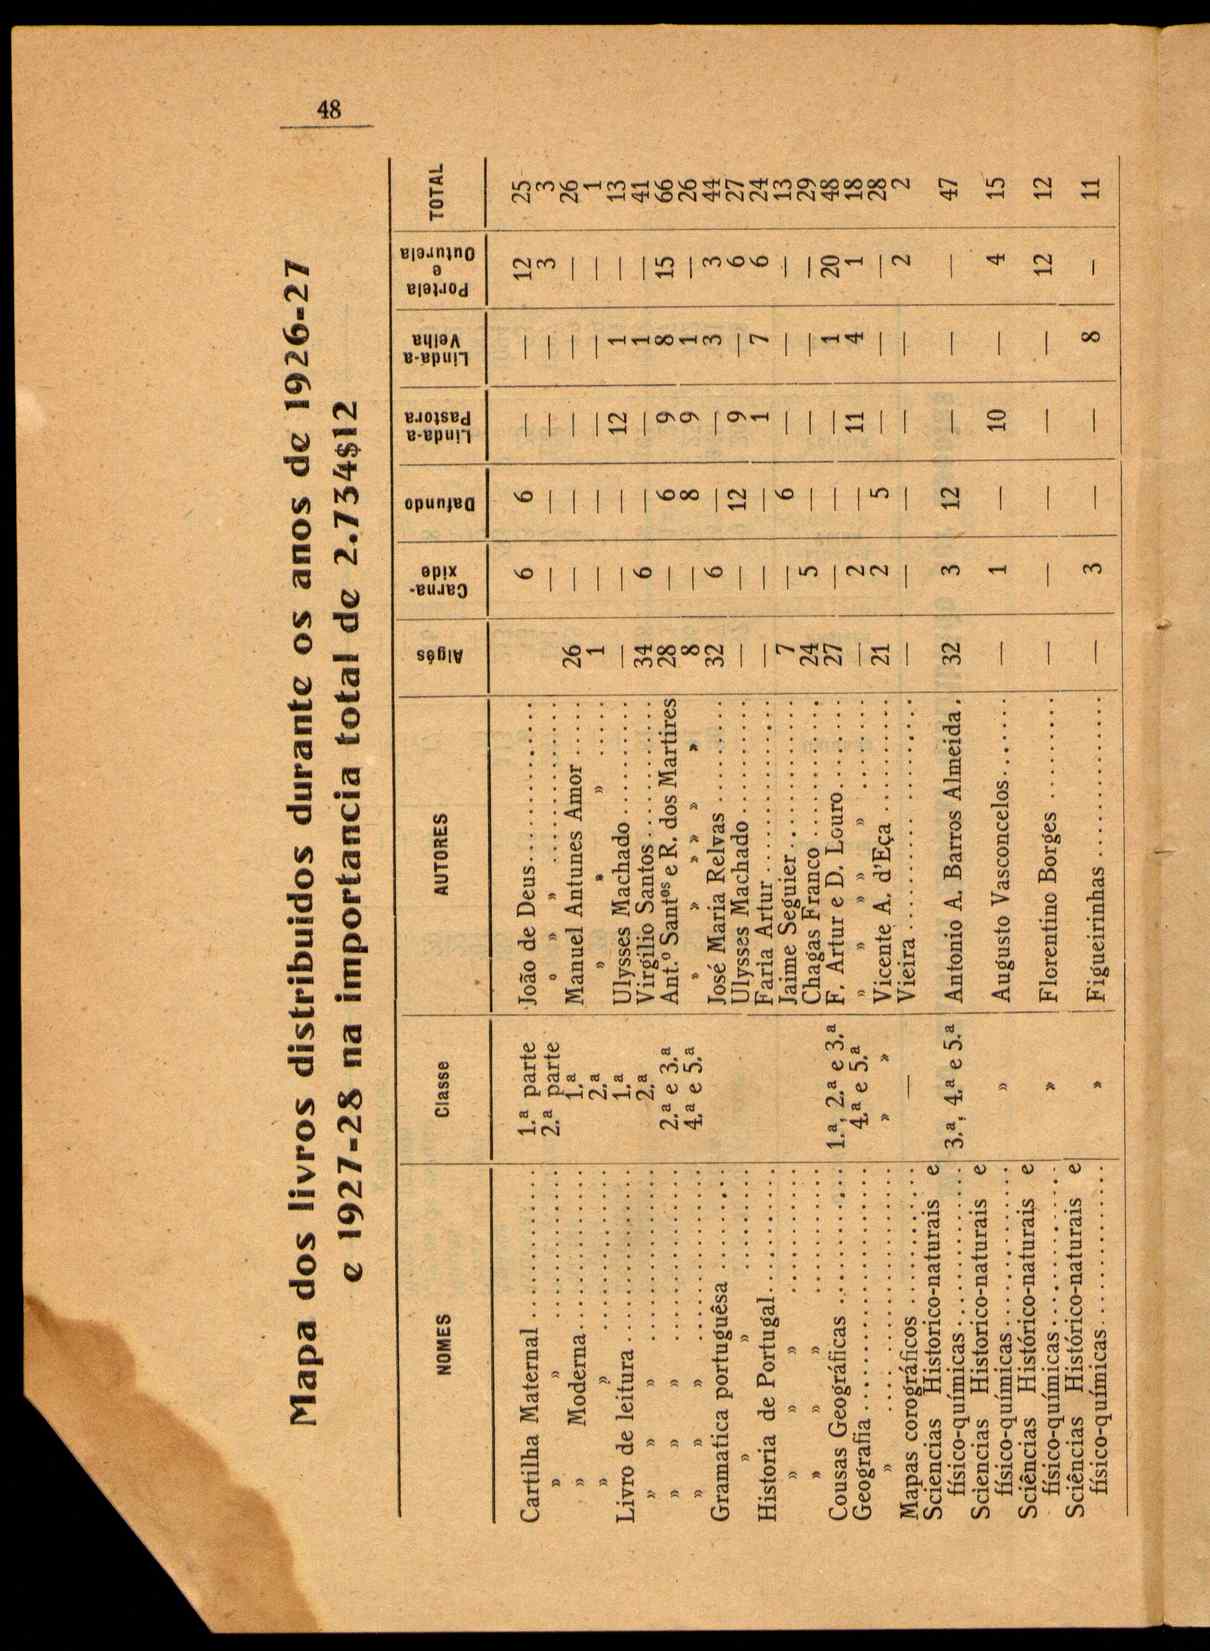 48
Mapa dos livros distribuidos durante os anos de 1926-27
e 1927-28 na importancia total de 2.734$12
NOMES Classe AUTORES Algés Carna-xide Dafundo Linda-a Pastora Linda-a Velha Portela e Outurela TOTAL
Cartilha Maternal.............. 1.ª parte João de Deus............. — 6 6 — — 12 25
» » ............ 2.ª parte » » » ............ — — — — — 3 3
» Moderna.............. 1.ª Manuel Antunes Amor..... 26 — — — — — 26
» » ............ 2.ª » » » ..... 1 — — — — — 1
Livro de leitura.............. 1.ª Ulysses Machado.......... — — — 12 1 — 13
» » » ............ 2.ª Virgilio Santos............ 34 6 — — 1 — 41
» » » ............ 2.ª e 3.ª Ant.º Santᵒˢ e R. dos Martires 28 — 6 9 8 15 66
» » » ............ 4.ª e 5.ª » » » » » » 8 — 8 9 1 — 26
Gramatica portuguêsa........ José Maria Relvas......... 32 6 — — 3 3 44
» » ........ Ulysses Machado.......... — — 12 9 — 6 27
Historia de Portugal.......... Faria Artur............... — — — 1 7 6 24
» » » .......... Jaime Seguier............. 7 — 6 — — — 13
» » » .......... Chagas Franco............ 24 5 — — — — 29
Cousas Geográficas.......... 1.ª, 2.ª e 3.ª F. Artur e D. Louro........ 27 — — — 1 20 48
Geografia.................. 4.ª e 5.ª » » » » » ........ — 2 — 11 4 1 18
» .................. » » Vicente A. d'Eça.......... 21 2 5 — — — 28
Mapas corográficos.......... — Vieira.................... — — — — — 2 2
Sciencias Historico-naturais e
físico-químicas............ 3.ª, 4.ª e 5.ª Antonio A. Barros Almeida. 32 3 12 — — — 47
Sciencias Historico-naturais e
físico-químicas............ » Augusto Vasconcelos....... — 1 — 10 — 4 15
Sciências Histórico-naturais e
físico-químicas............ » Florentino Borges......... — — — — — 12 12
Sciências Histórico-naturais e
físico-químicas............ » Figueirinhas.............. — 3 — — 8 — 11